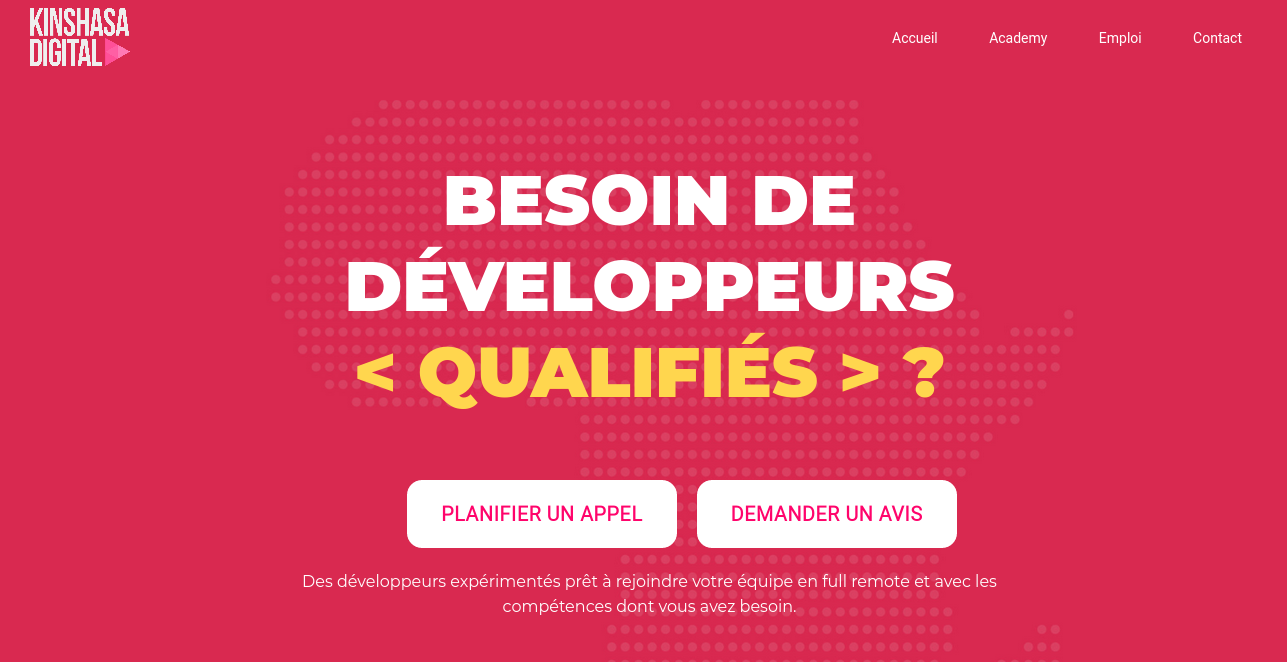 KINSHASA
DIGITAL
Accueil Academy Emploi Contact
BESOIN DE
DÉVELOPPEURS
< QUALIFIÉS > ?
PLANIFIER UN APPEL DEMANDER UN AVIS
Des développeurs expérimentés prêt à rejoindre votre équipe en full remote et avec les
compétences dont vous avez besoin.